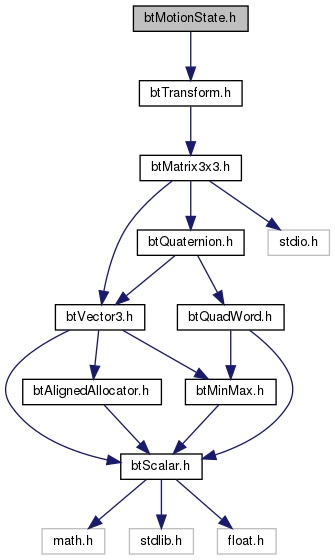 btMotionState.h
btTransform.h
btMatrix3x3.h
btQuaternion.h
stdio.h
btVector3.h
btQuadWord.h
btAlignedAllocator.h
btMinMax.h
btScalar.h
math.h
stdlib.h
float.h